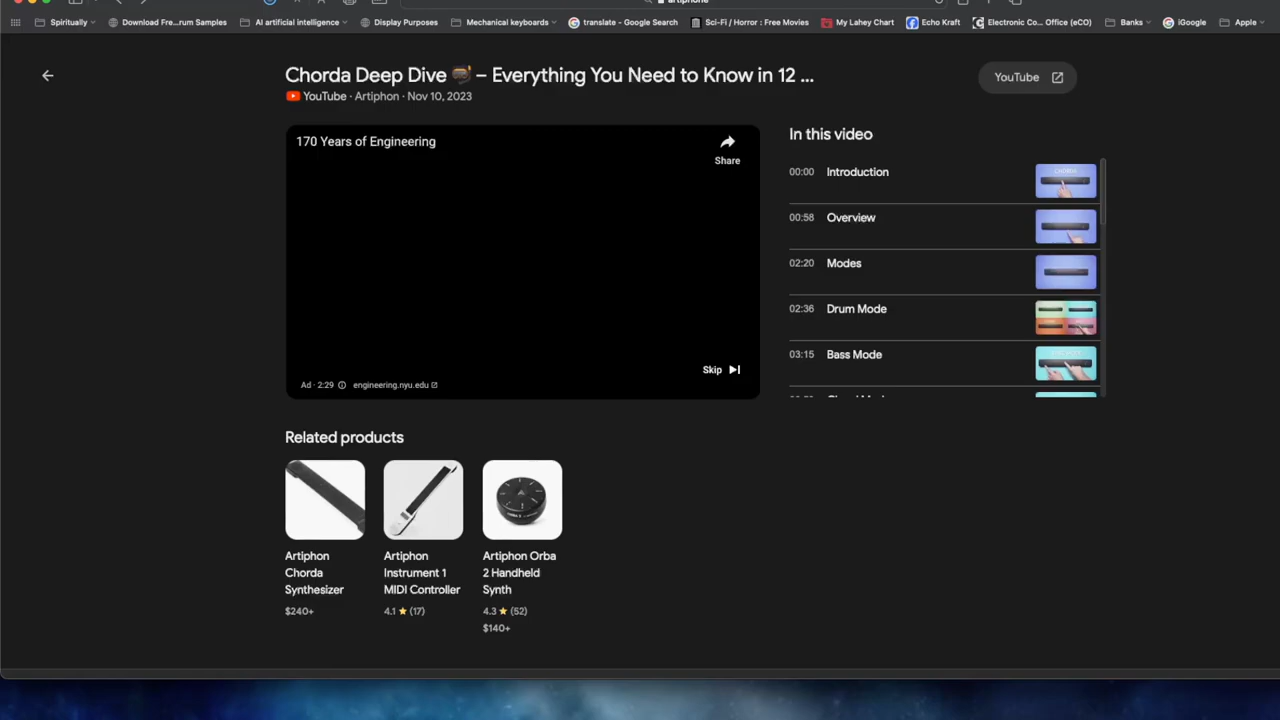 Spiritually
Download Fre...rum Samples
AI artificial intelligence
Display Purposes
Mechanical keyboards
translate - Google Search
Sci-Fi / Horror : Free Movies
My Lahey Chart
Echo Kraft
Electronic Co... Office (eCO)
Banks
iGoogle
Apple
Chorda Deep Dive 🤿 – Everything You Need to Know in 12 ...
YouTube · Artiphon · Nov 10, 2023
YouTube
170 Years of Engineering
Share
Skip
Ad · 2:29 engineering.nyu.edu
In this video
00:00 Introduction
00:58 Overview
02:20 Modes
02:36 Drum Mode
03:15 Bass Mode
Related products
Artiphon
Chorda
Synthesizer
$240+
Artiphon
Instrument 1
MIDI Controller
4.1 ★ (17)
Artiphon Orba
2 Handheld
Synth
4.3 ★ (52)
$140+